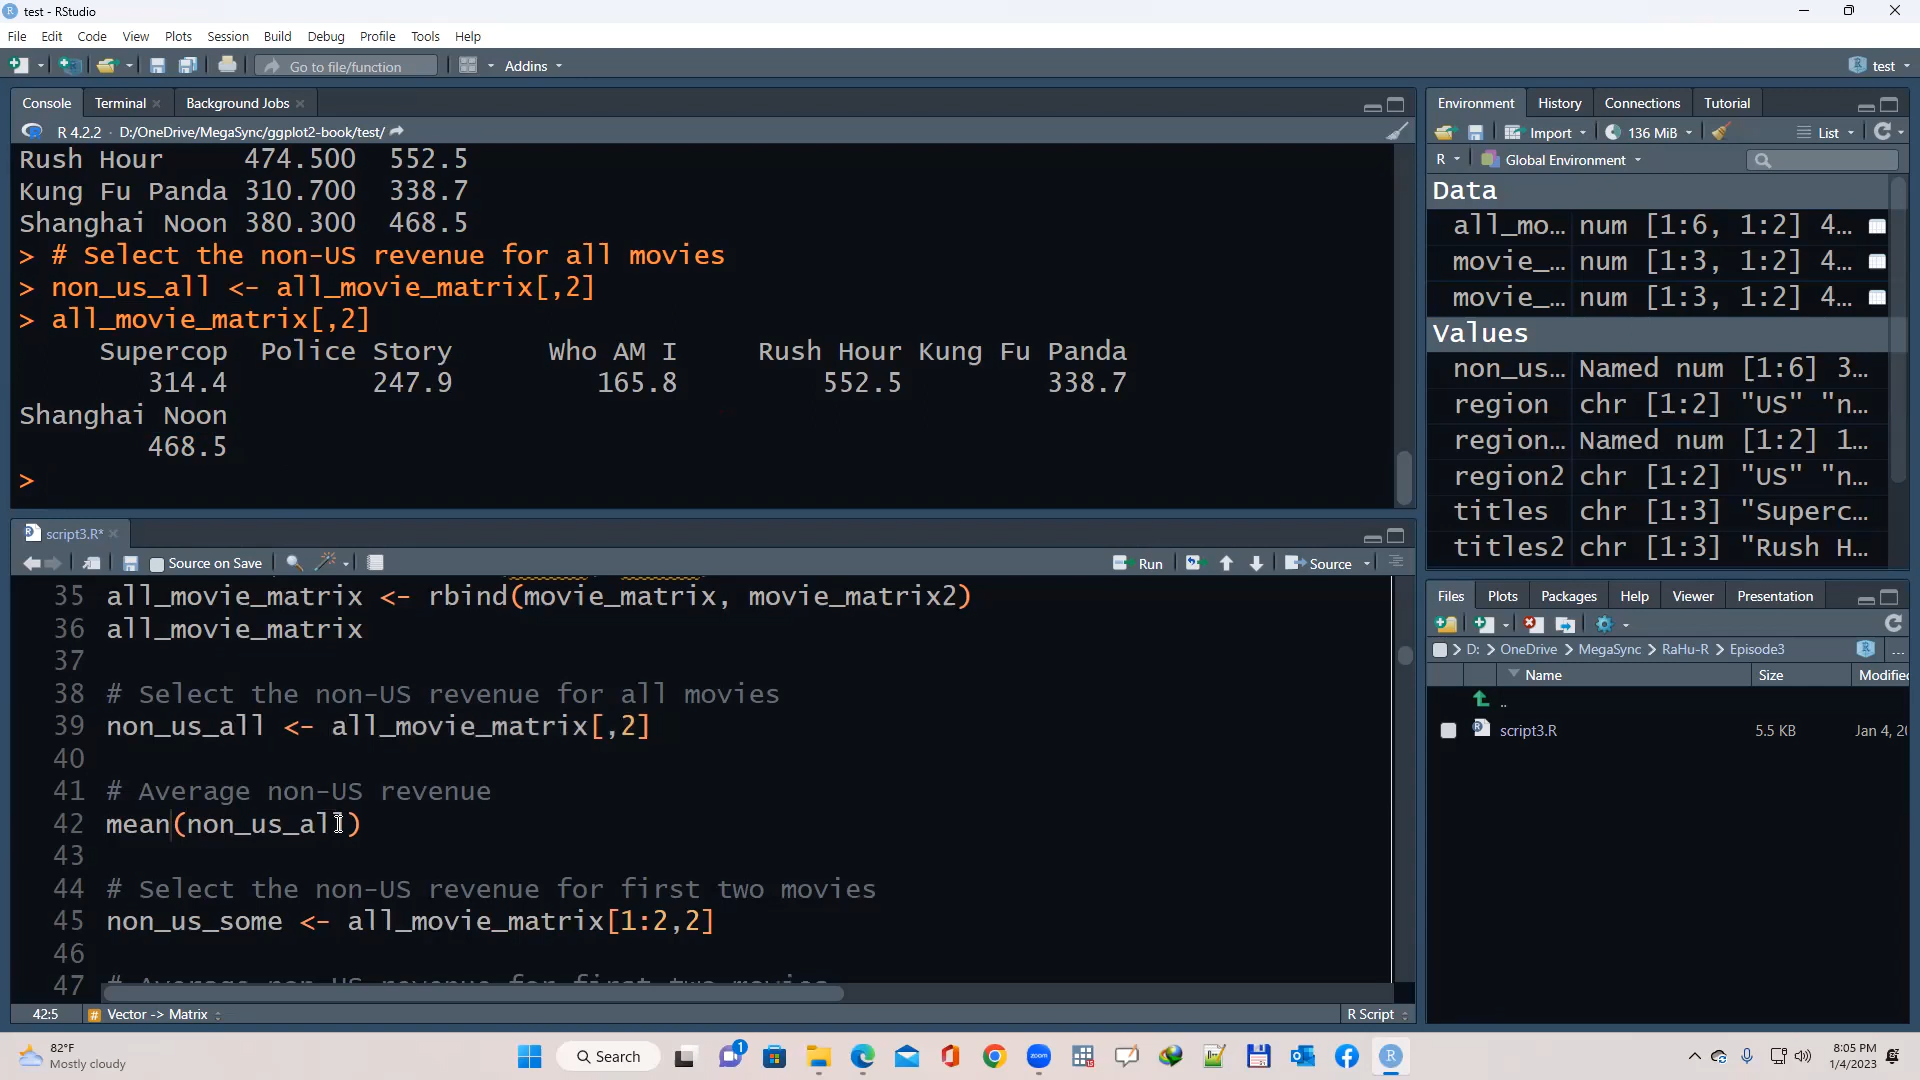 test - RStudio
File Edit Code View Plots Session Build Debug Profile Tools Help
Go to file/function Addins test
Console Terminal Background Jobs
R 4.2.2 · D:/OneDrive/MegaSync/ggplot2-book/test/
Rush Hour 474.500 552.5
Kung Fu Panda 310.700 338.7
Shanghai Noon 380.300 468.5
> # Select the non-US revenue for all movies
> non_us_all <- all_movie_matrix[,2]
> all_movie_matrix[,2]
Supercop Police Story Who AM I Rush Hour Kung Fu Panda
314.4 247.9 165.8 552.5 338.7
Shanghai Noon
468.5
>
script3.R*
Source on Save Run Source
35 all_movie_matrix <- rbind(movie_matrix, movie_matrix2)
36 all_movie_matrix
37
38 # Select the non-US revenue for all movies
39 non_us_all <- all_movie_matrix[,2]
40
41 # Average non-US revenue
42 mean(non_us_all)
43
44 # Select the non-US revenue for first two movies
45 non_us_some <- all_movie_matrix[1:2,2]
46
47
42:5 # Vector -> Matrix R Script
Environment History Connections Tutorial
Import 136 MiB List
R Global Environment
Data
all_mo... num [1:6, 1:2] 4...
movie_... num [1:3, 1:2] 4...
movie_... num [1:3, 1:2] 4...
Values
non_us... Named num [1:6] 3...
region chr [1:2] "US" "n...
region... Named num [1:2] 1...
region2 chr [1:2] "US" "n...
titles chr [1:3] "Superc...
titles2 chr [1:3] "Rush H...
Files Plots Packages Help Viewer Presentation
D: > OneDrive > MegaSync > RaHu-R > Episode3 ...
Name Size Modified
..
script3.R 5.5 KB Jan 4,
82°F
Mostly cloudy
Search
1
zoom
8:05 PM
1/4/2023